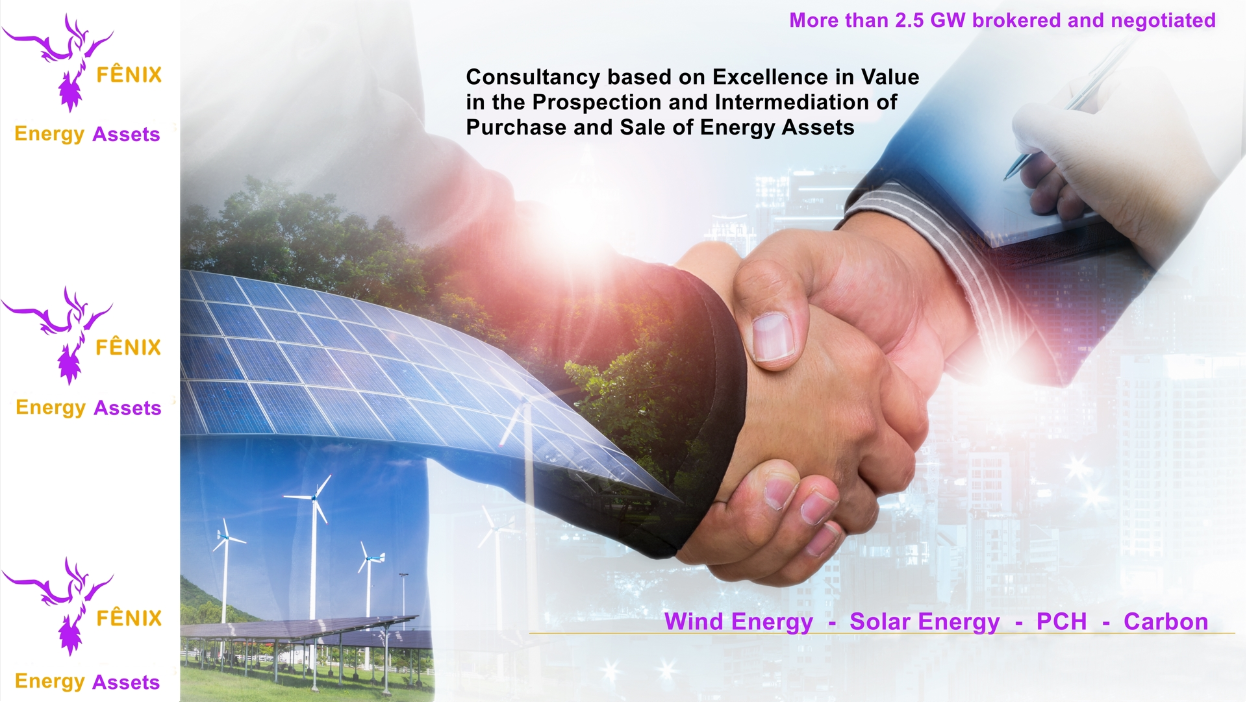 More than 2.5 GW brokered and negotiated
Consultancy based on Excellence in Value
in the Prospection and Intermediation of
Purchase and Sale of Energy Assets
FÊNIX
Energy Assets
FÊNIX
Energy Assets
FÊNIX
Energy Assets
Wind Energy - Solar Energy - PCH - Carbon